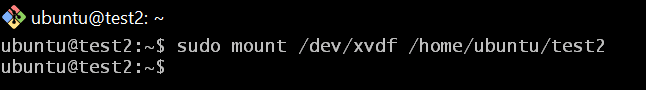 ubuntu@test2: ~
ubuntu@test2:~$ sudo mount /dev/xvdf /home/ubuntu/test2
ubuntu@test2:~$